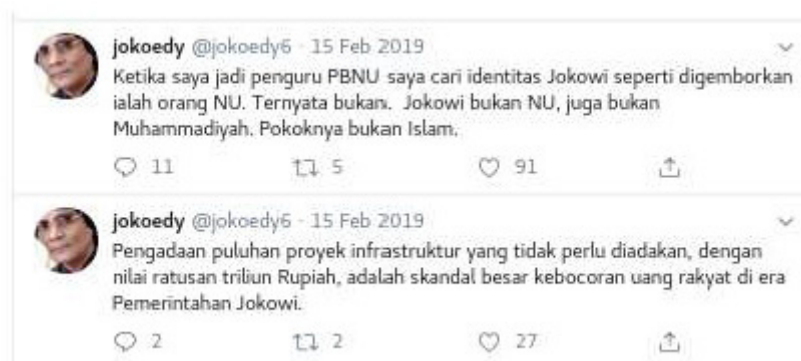 jokoedy @jokoedy6 · 15 Feb 2019
Ketika saya jadi penguru PBNU saya cari identitas Jokowi seperti digemborkan
ialah orang NU. Ternyata bukan. Jokowi bukan NU, juga bukan
Muhammadiyah. Pokoknya bukan Islam.
11 5 91
jokoedy @jokoedy6 · 15 Feb 2019
Pengadaan puluhan proyek infrastruktur yang tidak perlu diadakan, dengan
nilai ratusan triliun Rupiah, adalah skandal besar kebocoran uang rakyat di era
Pemerintahan Jokowi.
2 2 27